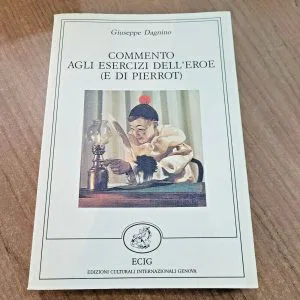 Giuseppe Dagnino
COMMENTO
AGLI ESERCIZI DELL'EROE
(E DI PIERROT)
ECIG
EDIZIONI CULTURALI INTERNAZIONALI GENOVA